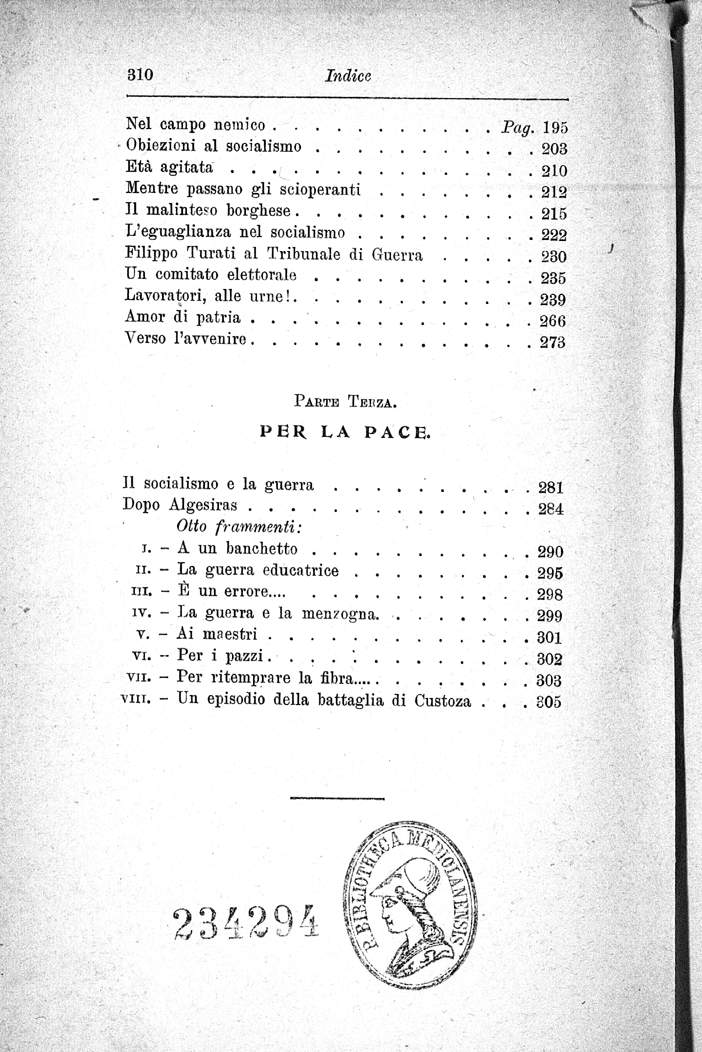 310 Indice
Nel campo nemico . . . . . . . . . . . Pag. 195
Obiezioni al socialismo . . . . . . . . . . . 203
Età agitata . . . . . . . . . . . . . . . 210
Mentre passano gli scioperanti . . . . . . . . 212
Il malinteso borghese . . . . . . . . . . . . 215
L'eguaglianza nel socialismo . . . . . . . . . 222
Filippo Turati al Tribunale di Guerra . . . . . 230
Un comitato elettorale . . . . . . . . . . . 235
Lavoratori, alle urne! . . . . . . . . . . . . 239
Amor di patria . . . . . . . . . . . . . . 266
Verso l'avvenire . . . . . . . . . . . . . . 273
PARTE TERZA.
PER LA PACE.
Il socialismo e la guerra . . . . . . . . . . 281
Dopo Algesiras . . . . . . . . . . . . . . 284
Otto frammenti:
I. – A un banchetto . . . . . . . . . . . 290
II. – La guerra educatrice . . . . . . . . . 295
III. – È un errore.... . . . . . . . . . . . 298
IV. – La guerra e la menzogna . . . . . . . . 299
V. – Ai maestri . . . . . . . . . . . . . 301
VI. – Per i pazzi . . . . . . . . . . . . . 302
VII. – Per ritemprare la fibra.... . . . . . . . . 303
VIII. – Un episodio della battaglia di Custoza . . . 305
234294
R. BIBLIOTHECA MEDIOLANENSIS